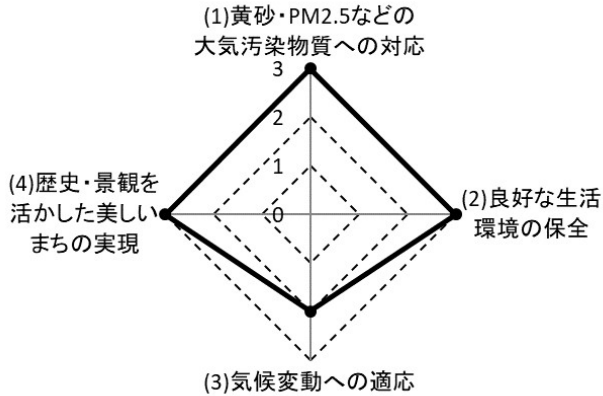 (1)黄砂・PM2.5などの
大気汚染物質への対応
3
2
1
0
(4)歴史・景観を
活かした美しい
まちの実現
(2)良好な生活
環境の保全
(3)気候変動への適応